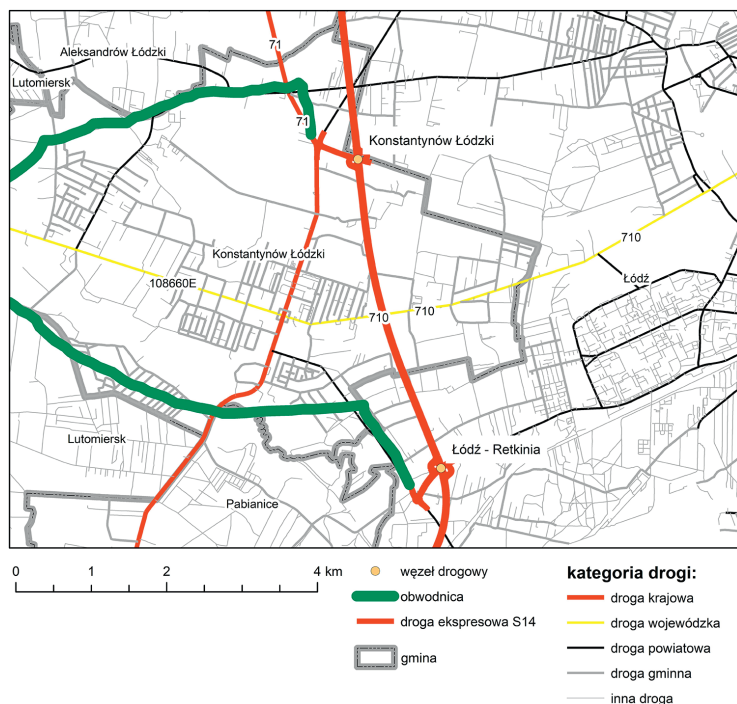 71
Aleksandrów Łódzki
Lutomiersk
71
Konstantynów Łódzki
710
Konstantynów Łódzki
Łódź
108660E
710
710
Lutomiersk
Łódź - Retkinia
Pabianice
0 1 2 4 km
węzeł drogowy
obwodnica
droga ekspresowa S14
gmina
kategoria drogi:
droga krajowa
droga wojewódzka
droga powiatowa
droga gminna
inna droga